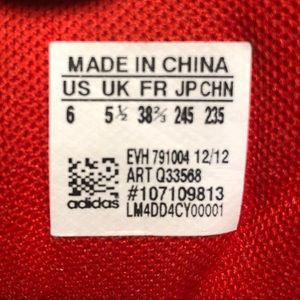 MADE IN CHINA
US UK FR JP CHN
6 5½ 38⅔ 245 235
EVH 791004 12/12
ART Q33568
#107109813
adidas LM4DD4CY00001